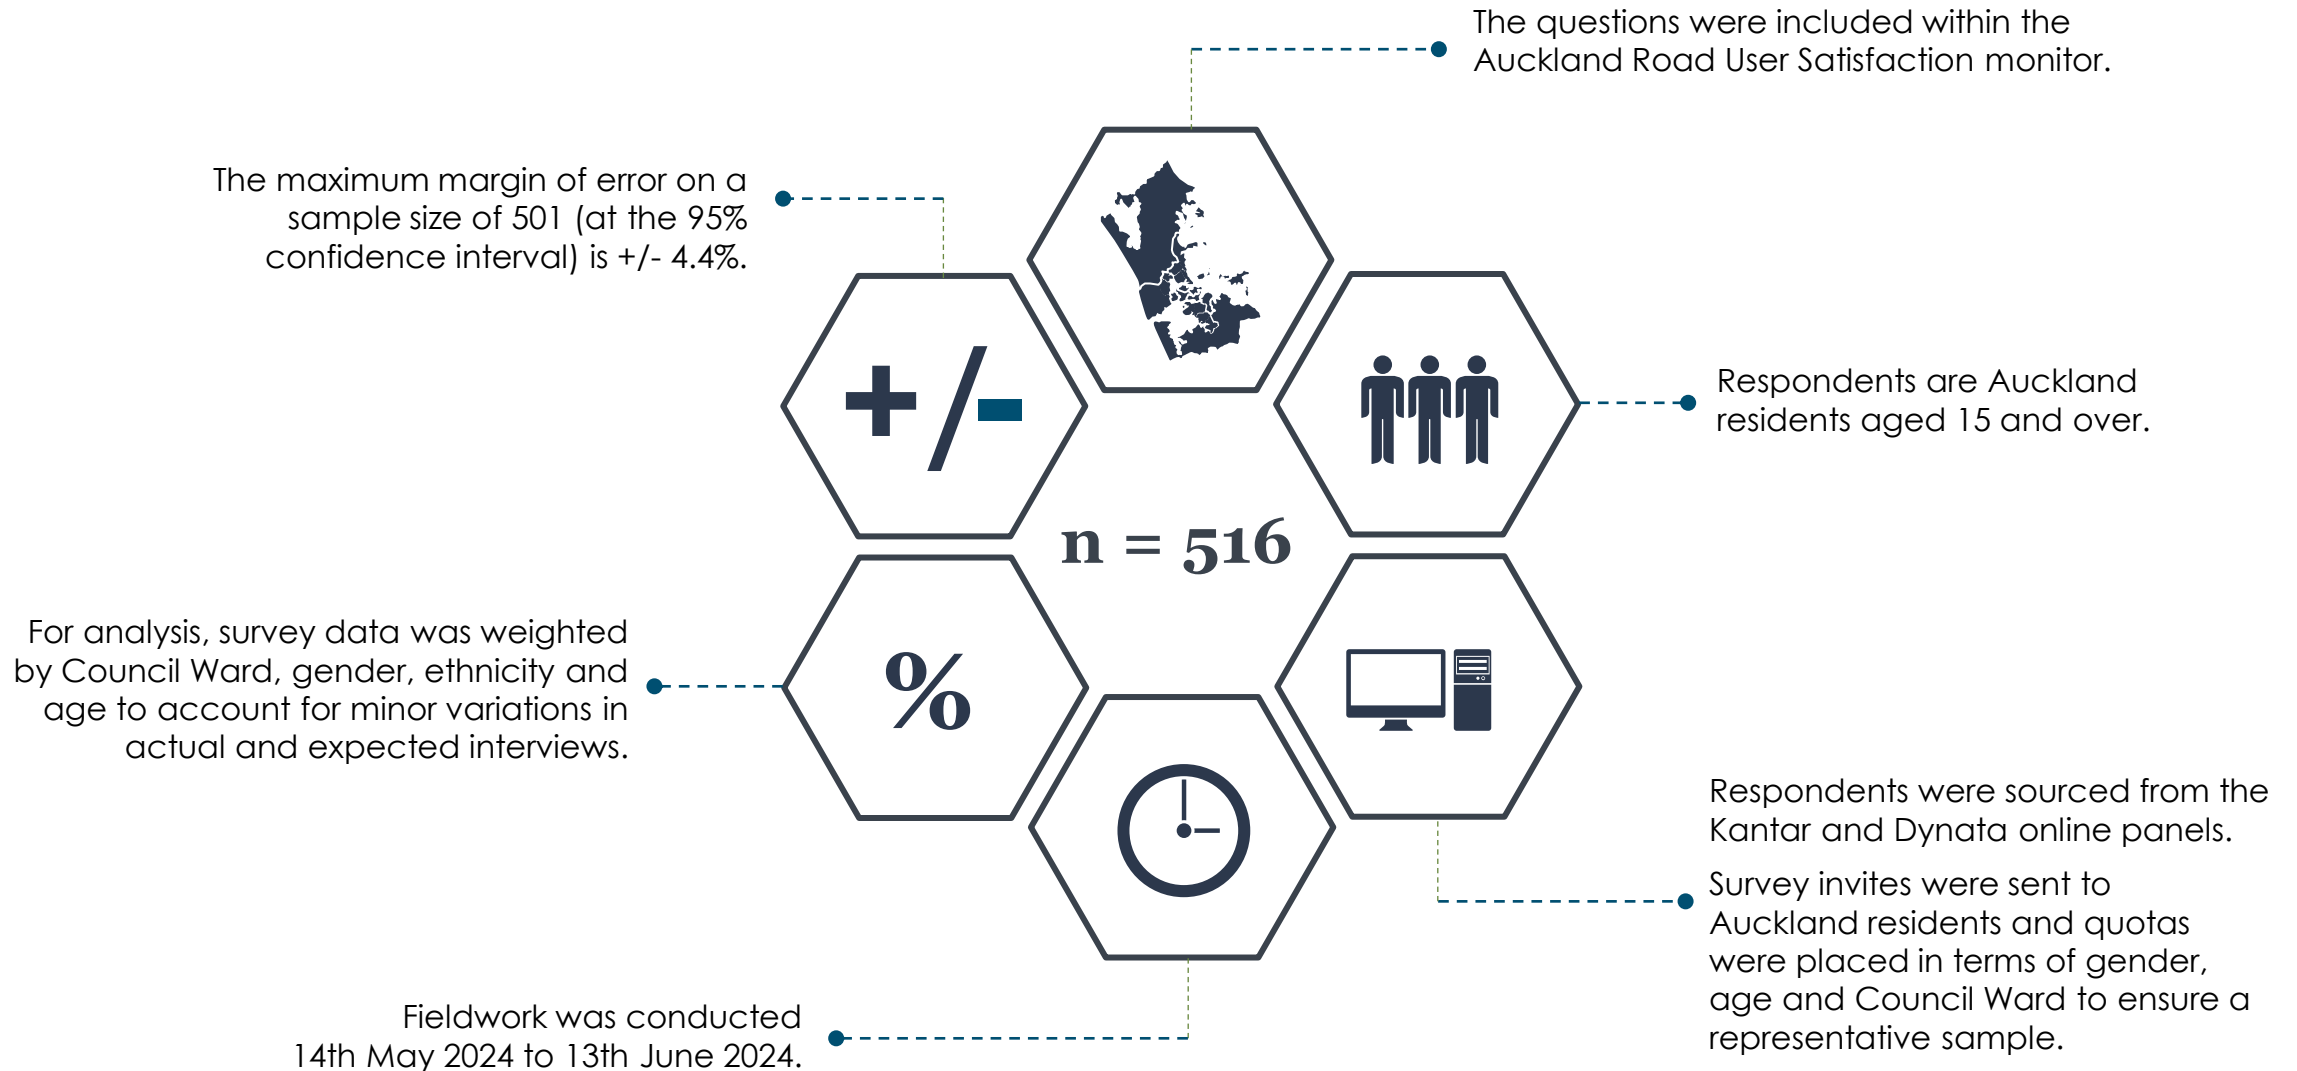 The questions were included within the
Auckland Road User Satisfaction monitor.
The maximum margin of error on a
sample size of 501 (at the 95%
confidence interval) is +/- 4.4%.
+/-
Respondents are Auckland
residents aged 15 and over.
n = 516
For analysis, survey data was weighted
by Council Ward, gender, ethnicity and
age to account for minor variations in
actual and expected interviews.
%
Respondents were sourced from the
Kantar and Dynata online panels.
Survey invites were sent to
Auckland residents and quotas
were placed in terms of gender,
age and Council Ward to ensure a
representative sample.
Fieldwork was conducted
14th May 2024 to 13th June 2024.